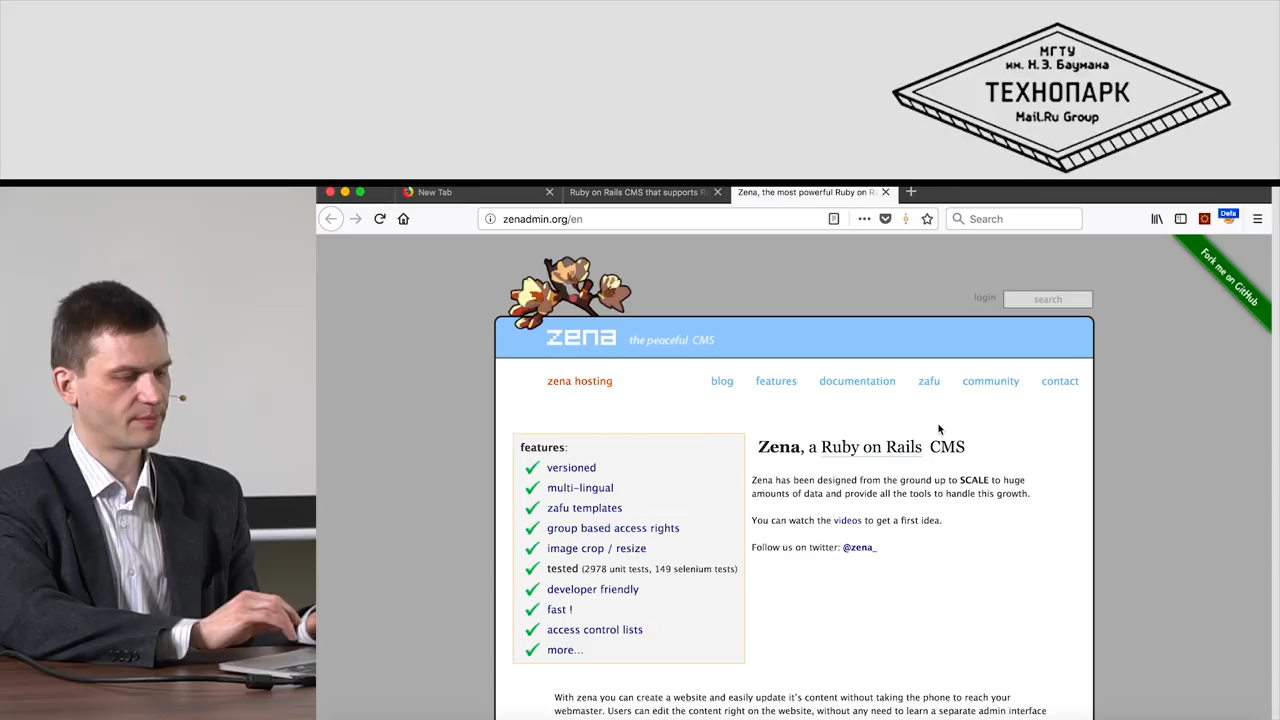 МГТУ
им. Н.Э. Баумана
ТЕХНОПАРК
Mail.Ru Group
New Tab
Ruby on Rails CMS that supports R
Zena, the most powerful Ruby on Ra
zenadmin.org/en
Search
Defa
Fork me on GitHub
login
search
zena the peaceful CMS
zena hosting
blog
features
documentation
zafu
community
contact
features:
versioned
multi-lingual
zafu templates
group based access rights
image crop / resize
tested (2978 unit tests, 149 selenium tests)
developer friendly
fast !
access control lists
more...
Zena, a Ruby on Rails CMS
Zena has been designed from the ground up to SCALE to huge
amounts of data and provide all the tools to handle this growth.
You can watch the videos to get a first idea.
Follow us on twitter: @zena_
With zena you can create a website and easily update it's content without taking the phone to reach your
webmaster. Users can edit the content right on the website, without any need to learn a separate admin interface